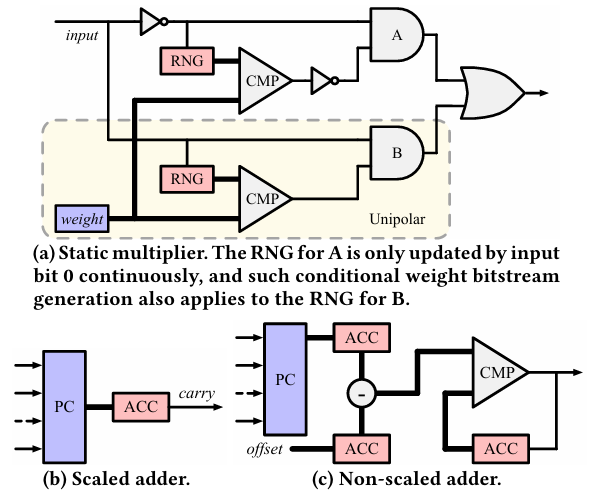 input
A
RNG
CMP
B
RNG
CMP
weight
Unipolar
(a) Static multiplier. The RNG for A is only updated by input
bit 0 continuously, and such conditional weight bitstream
generation also applies to the RNG for B.
PC
ACC
carry
(b) Scaled adder.
PC
ACC
-
offset
ACC
CMP
ACC
(c) Non-scaled adder.